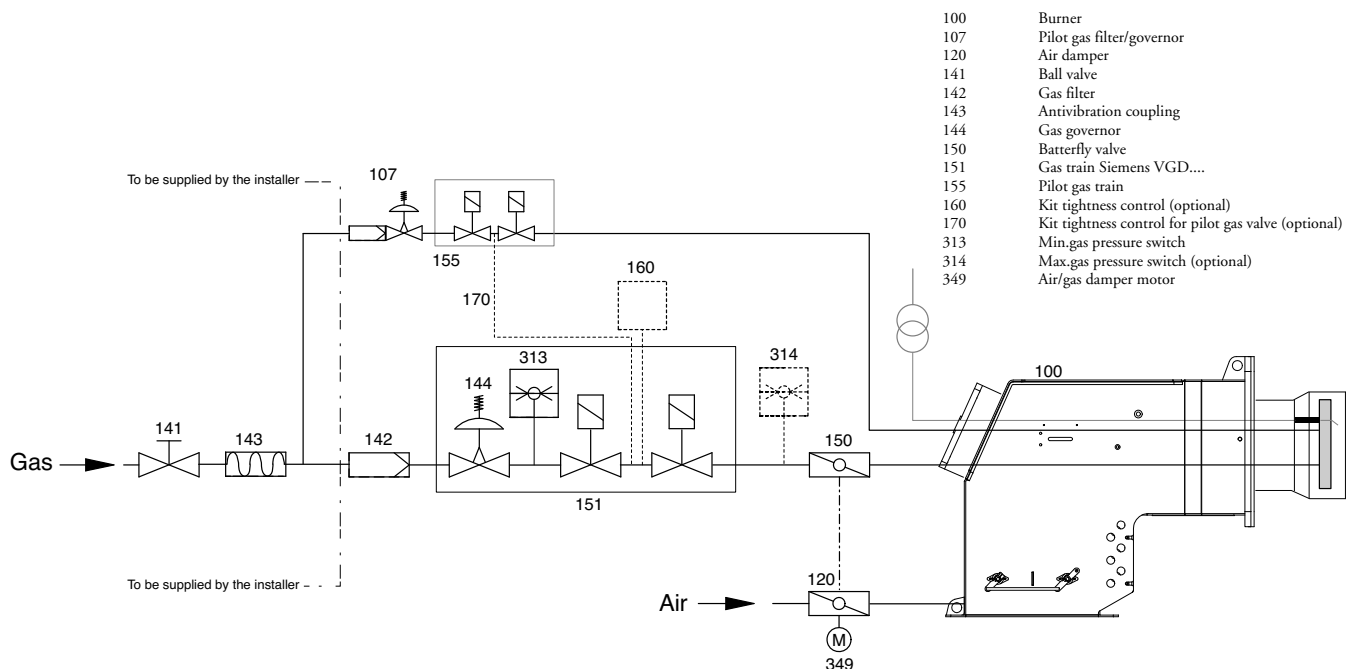 100 Burner
107 Pilot gas filter/governor
120 Air damper
141 Ball valve
142 Gas filter
143 Antivibration coupling
144 Gas governor
150 Batterfly valve
151 Gas train Siemens VGD....
155 Pilot gas train
160 Kit tightness control (optional)
170 Kit tightness control for pilot gas valve (optional)
313 Min.gas pressure switch
314 Max.gas pressure switch (optional)
349 Air/gas damper motor
To be supplied by the installer
107
155
160
170
313
314
100
144
141
143
142
150
Gas
151
To be supplied by the installer
120
Air
M
349